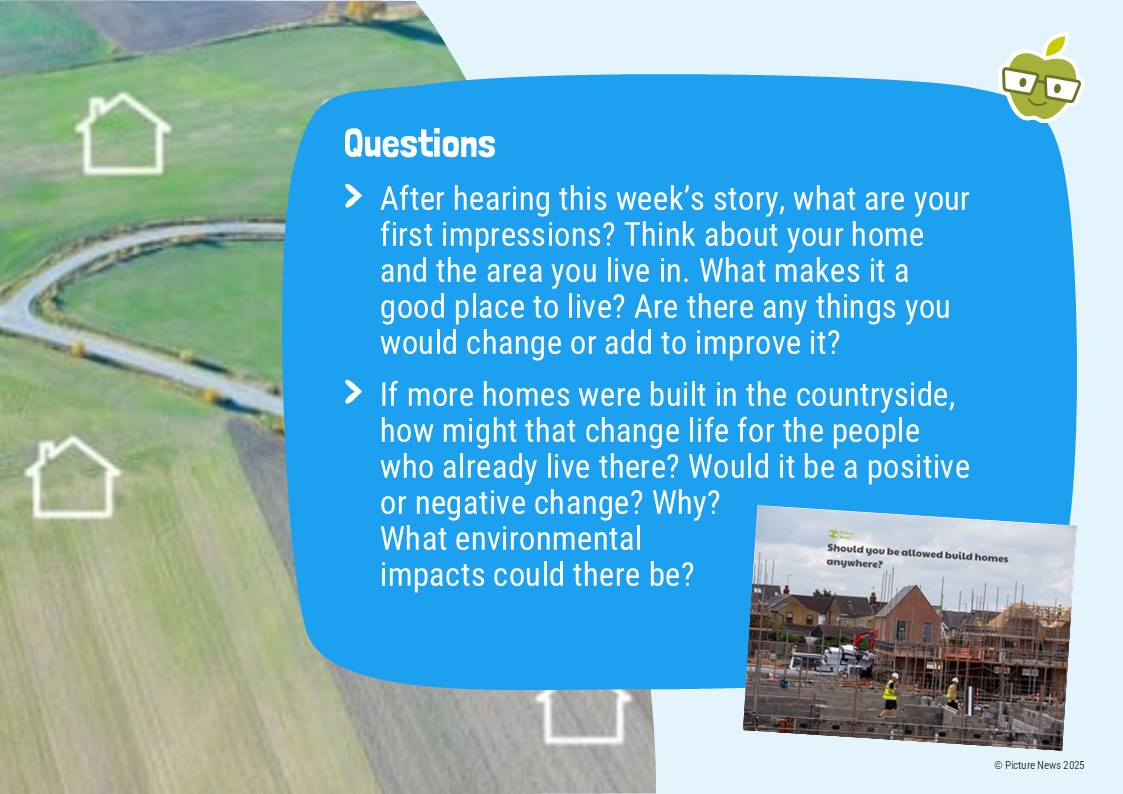 Questions
After hearing this week’s story, what are your
first impressions? Think about your home
and the area you live in. What makes it a
good place to live? Are there any things you
would change or add to improve it?
If more homes were built in the countryside,
how might that change life for the people
who already live there? Would it be a positive
or negative change? Why?
What environmental
impacts could there be?
Should you be allowed build homes
anywhere?
© Picture News 2025